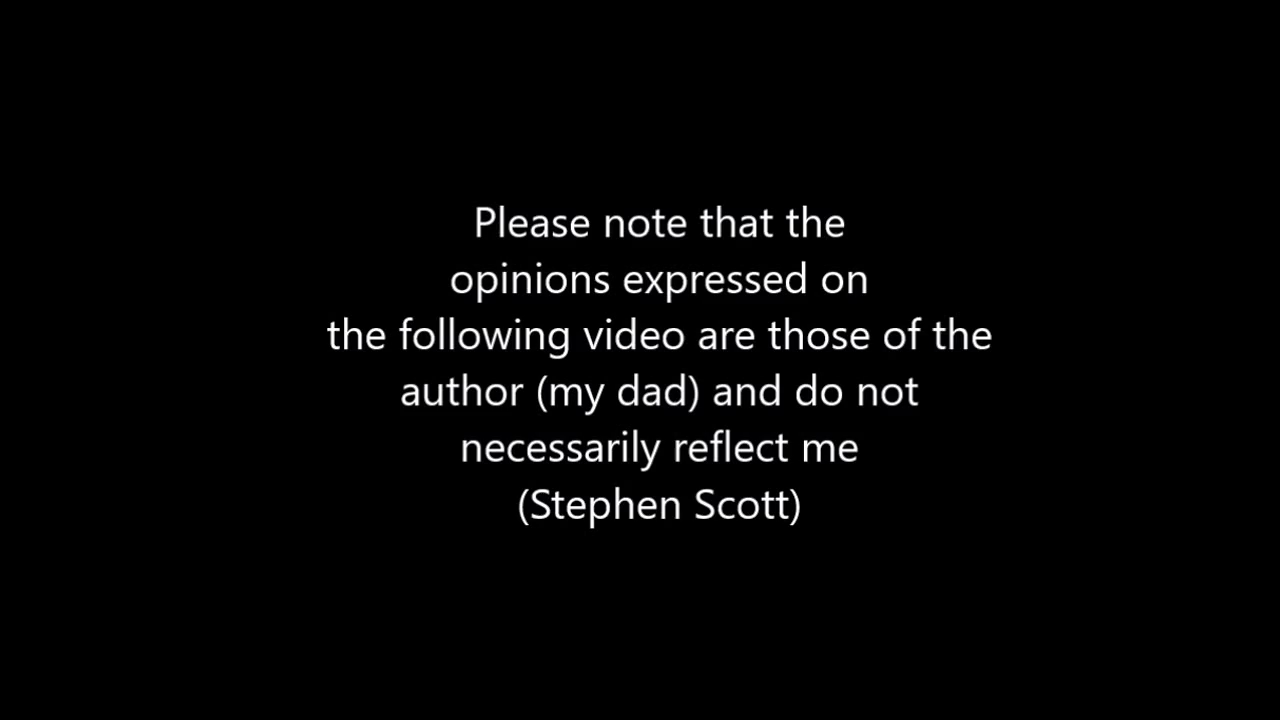 Please note that the
opinions expressed on
the following video are those of the
author (my dad) and do not
necessarily reflect me
(Stephen Scott)